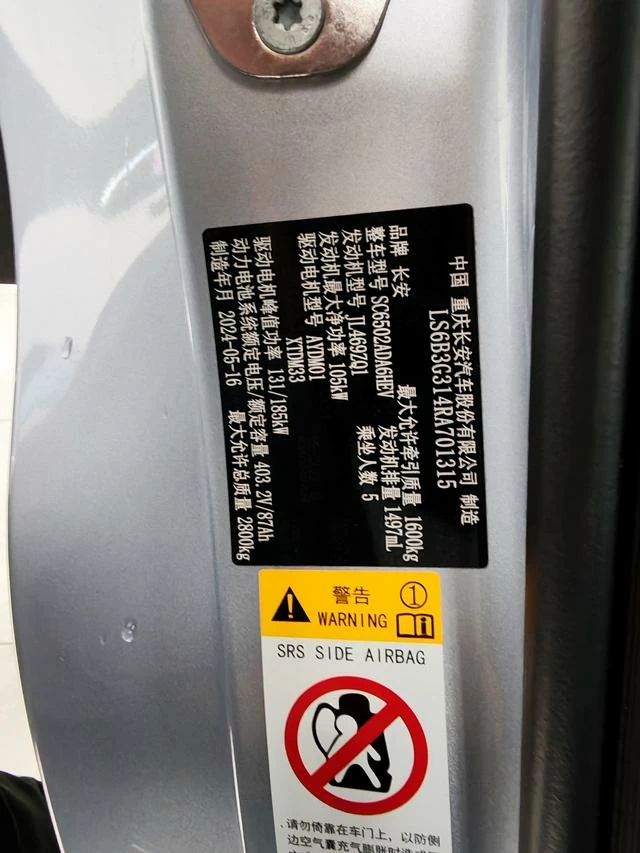 中国 重庆长安汽车股份有限公司 制造
LS6B3G314RA701315
品牌 长安 最大允许牵引质量 1600kg
整车型号 SC6502ADA6HEV 发动机排量 1497mL
发动机型号 JL469ZQ1 乘坐人数 5
发动机最大净功率 105kW
驱动电机型号 AYDM01
XTDM33
驱动电机峰值功率 131/185kW
动力电池系统额定电压/额定容量 403.2V/87Ah
制造年月 2024-05-16 最大允许总质量 2800kg
警告 1
WARNING i
SRS SIDE AIRBAG
请勿倚靠在车门上，以防侧
边空气囊充气膨胀时造成